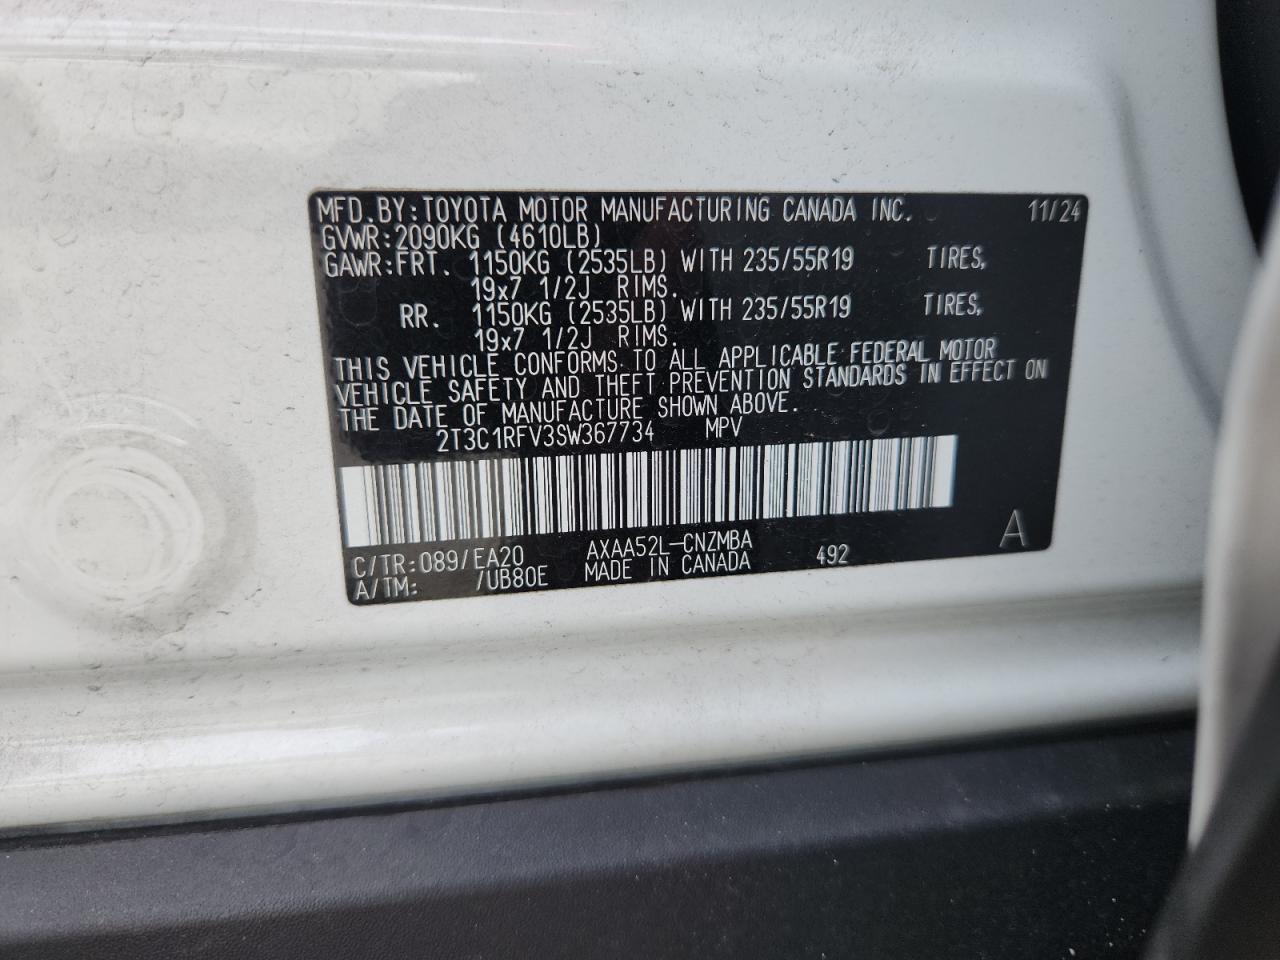 MFD.BY:TOYOTA MOTOR MANUFACTURING CANADA INC. 11/24
GVWR:2090KG (4610LB)
GAWR:FRT. 1150KG (2535LB) WITH 235/55R19 TIRES,
19x7 1/2J RIMS.
RR. 1150KG (2535LB) WITH 235/55R19 TIRES,
19x7 1/2J RIMS.
THIS VEHICLE CONFORMS TO ALL APPLICABLE FEDERAL MOTOR
VEHICLE SAFETY AND THEFT PREVENTION STANDARDS IN EFFECT ON
THE DATE OF MANUFACTURE SHOWN ABOVE.
2T3C1RFV3SW367734 MPV
C/TR:089/EA20 AXAA52L-CNZMBA 492 A
A/TM: /UB80E MADE IN CANADA